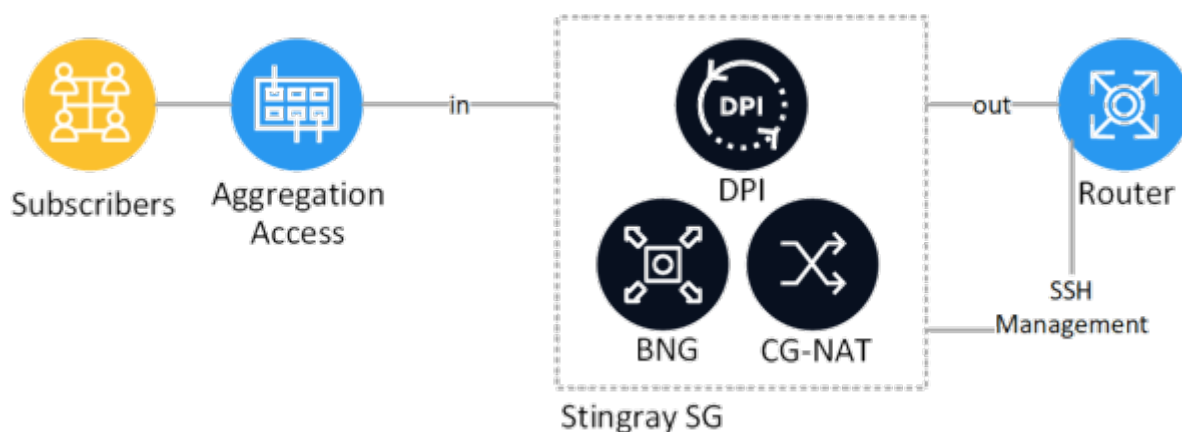 Subscribers
Aggregation
Access
in
DPI
DPI
BNG
CG-NAT
Stingray SG
out
Router
SSH
Management